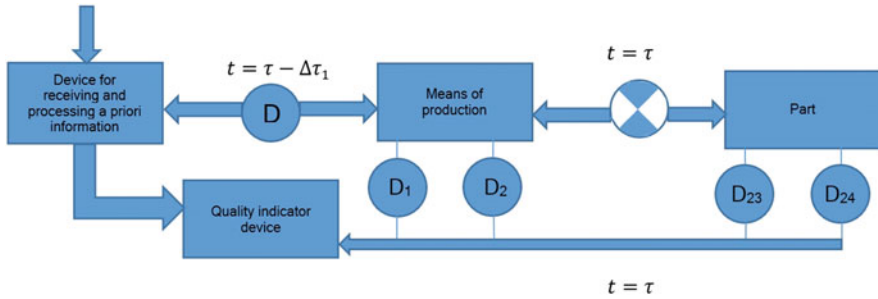 t = τ − Δτ₁
t = τ
Device for
receiving and
processing a priori
information
D
Means of
production
Part
D₁
D₂
D₂₃
D₂₄
Quality indicator
device
t = τ